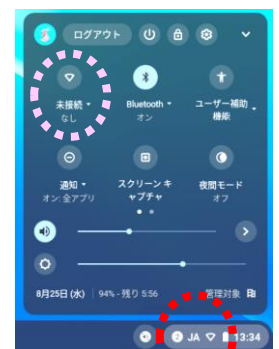 ログアウト
未接続
なし
Bluetooth
オン
ユーザー補助
機能
通知
オン: 全アプリ
スクリーン キ
ャプチャ
夜間モード
オフ
8月25日 (水) 94% - 残り 5:56 管理対象
2 JA 13:34